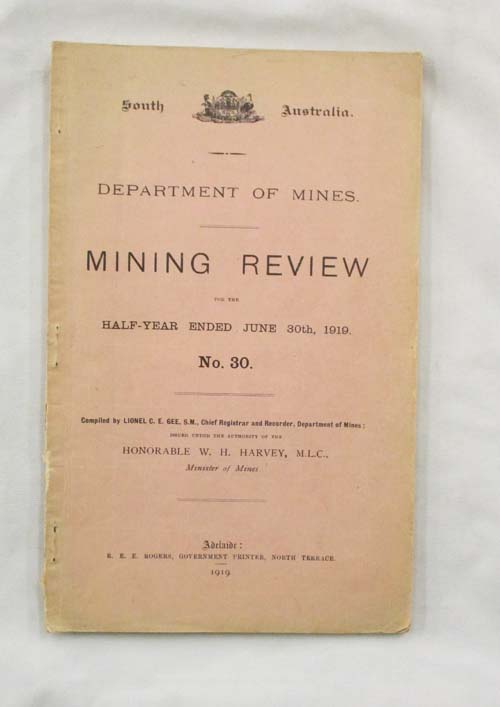 South Australia.
DEPARTMENT OF MINES.
MINING REVIEW
FOR THE
HALF-YEAR ENDED JUNE 30th, 1919.
No. 30.
Compiled by LIONEL C. E. GEE, S.M., Chief Registrar and Recorder, Department of Mines;
ISSUED UNDER THE AUTHORITY OF THE
HONORABLE W. H. HARVEY, M.L.C.,
Minister of Mines
Adelaide:
R. E. E. ROGERS, GOVERNMENT PRINTER, NORTH TERRACE.
1919